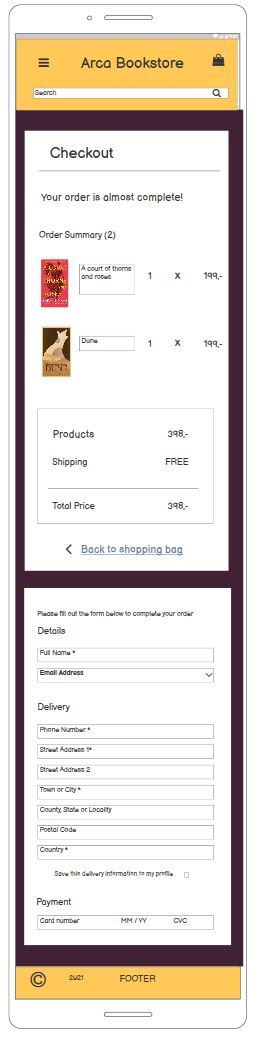 Arca Bookstore
Search
Checkout
Your order is almost complete!
Order Summary (2)
A court of thorns
and roses
1 X 199,-
Dune
1 X 199,-
Products 398,-
Shipping FREE
Total Price 398,-
Back to shopping bag
Please fill out the form below to complete your order
Details
Full Name *
Email Address
Delivery
Phone Number *
Street Address 1*
Street Address 2
Town or City *
County, State or Locality
Postal Code
Country *
Save this delivery information to my profile
Payment
Card number MM / YY CVC
© 2021 FOOTER